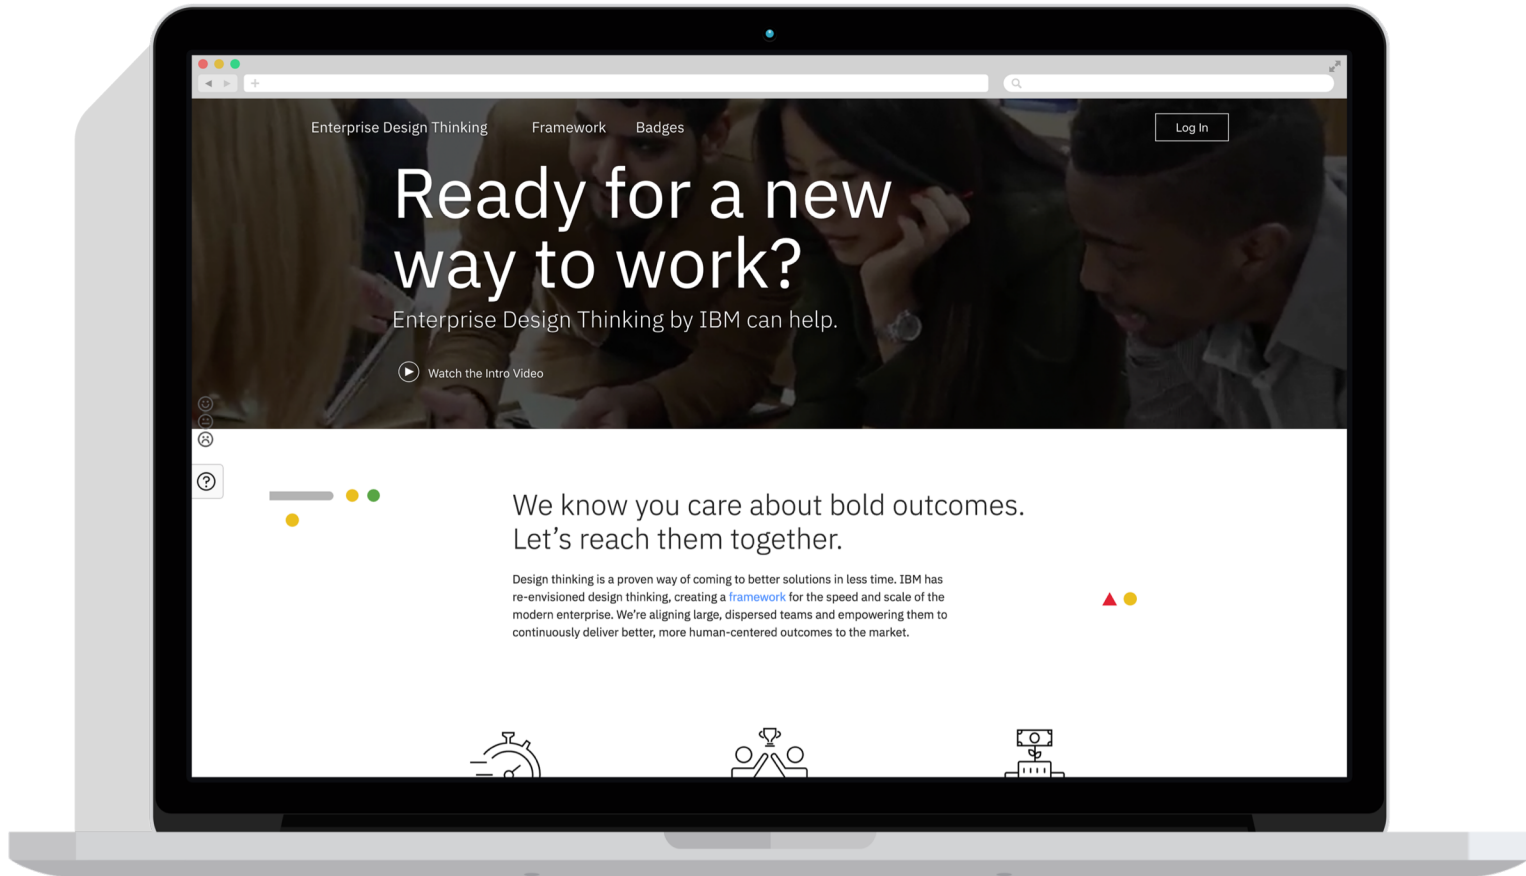 Enterprise Design Thinking Framework Badges Log In
Ready for a new
way to work?
Enterprise Design Thinking by IBM can help.
Watch the Intro Video
We know you care about bold outcomes.
Let’s reach them together.
Design thinking is a proven way of coming to better solutions in less time. IBM has
re-envisioned design thinking, creating a framework for the speed and scale of the
modern enterprise. We’re aligning large, dispersed teams and empowering them to
continuously deliver better, more human-centered outcomes to the market.